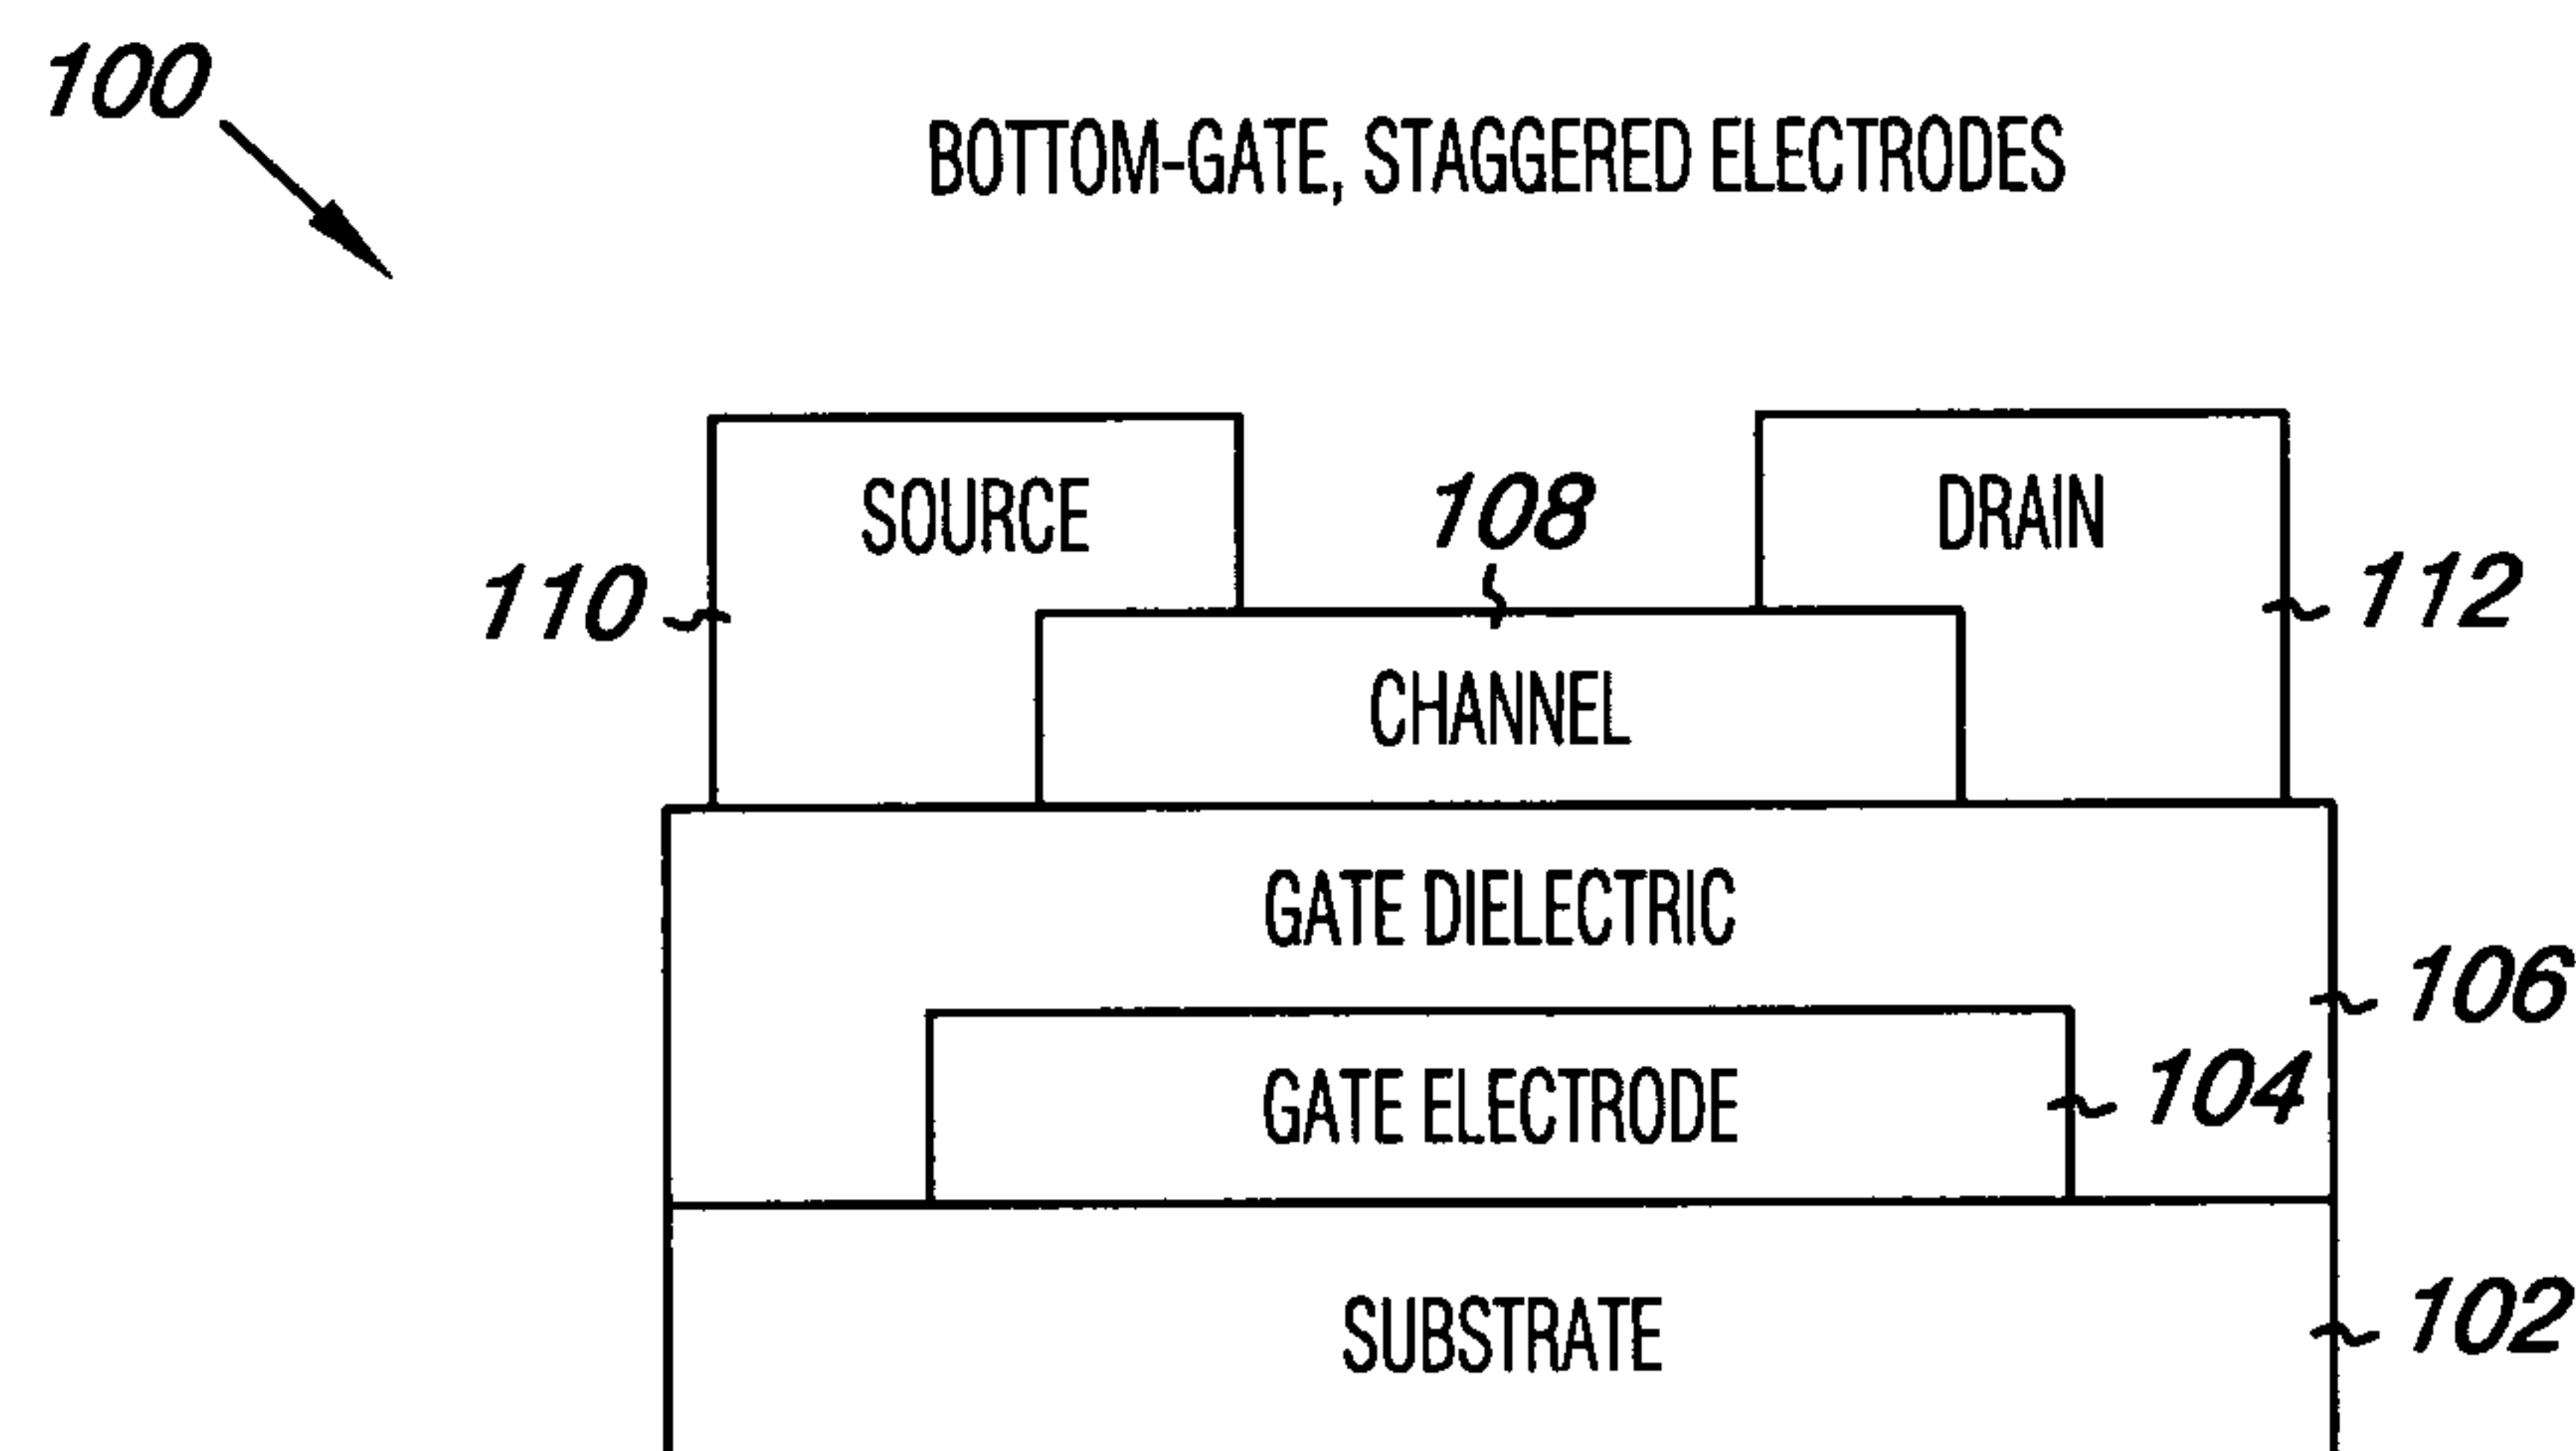 100
BOTTOM-GATE, STAGGERED ELECTRODES
SOURCE
108
DRAIN
110
112
CHANNEL
GATE DIELECTRIC
106
GATE ELECTRODE
104
SUBSTRATE
102